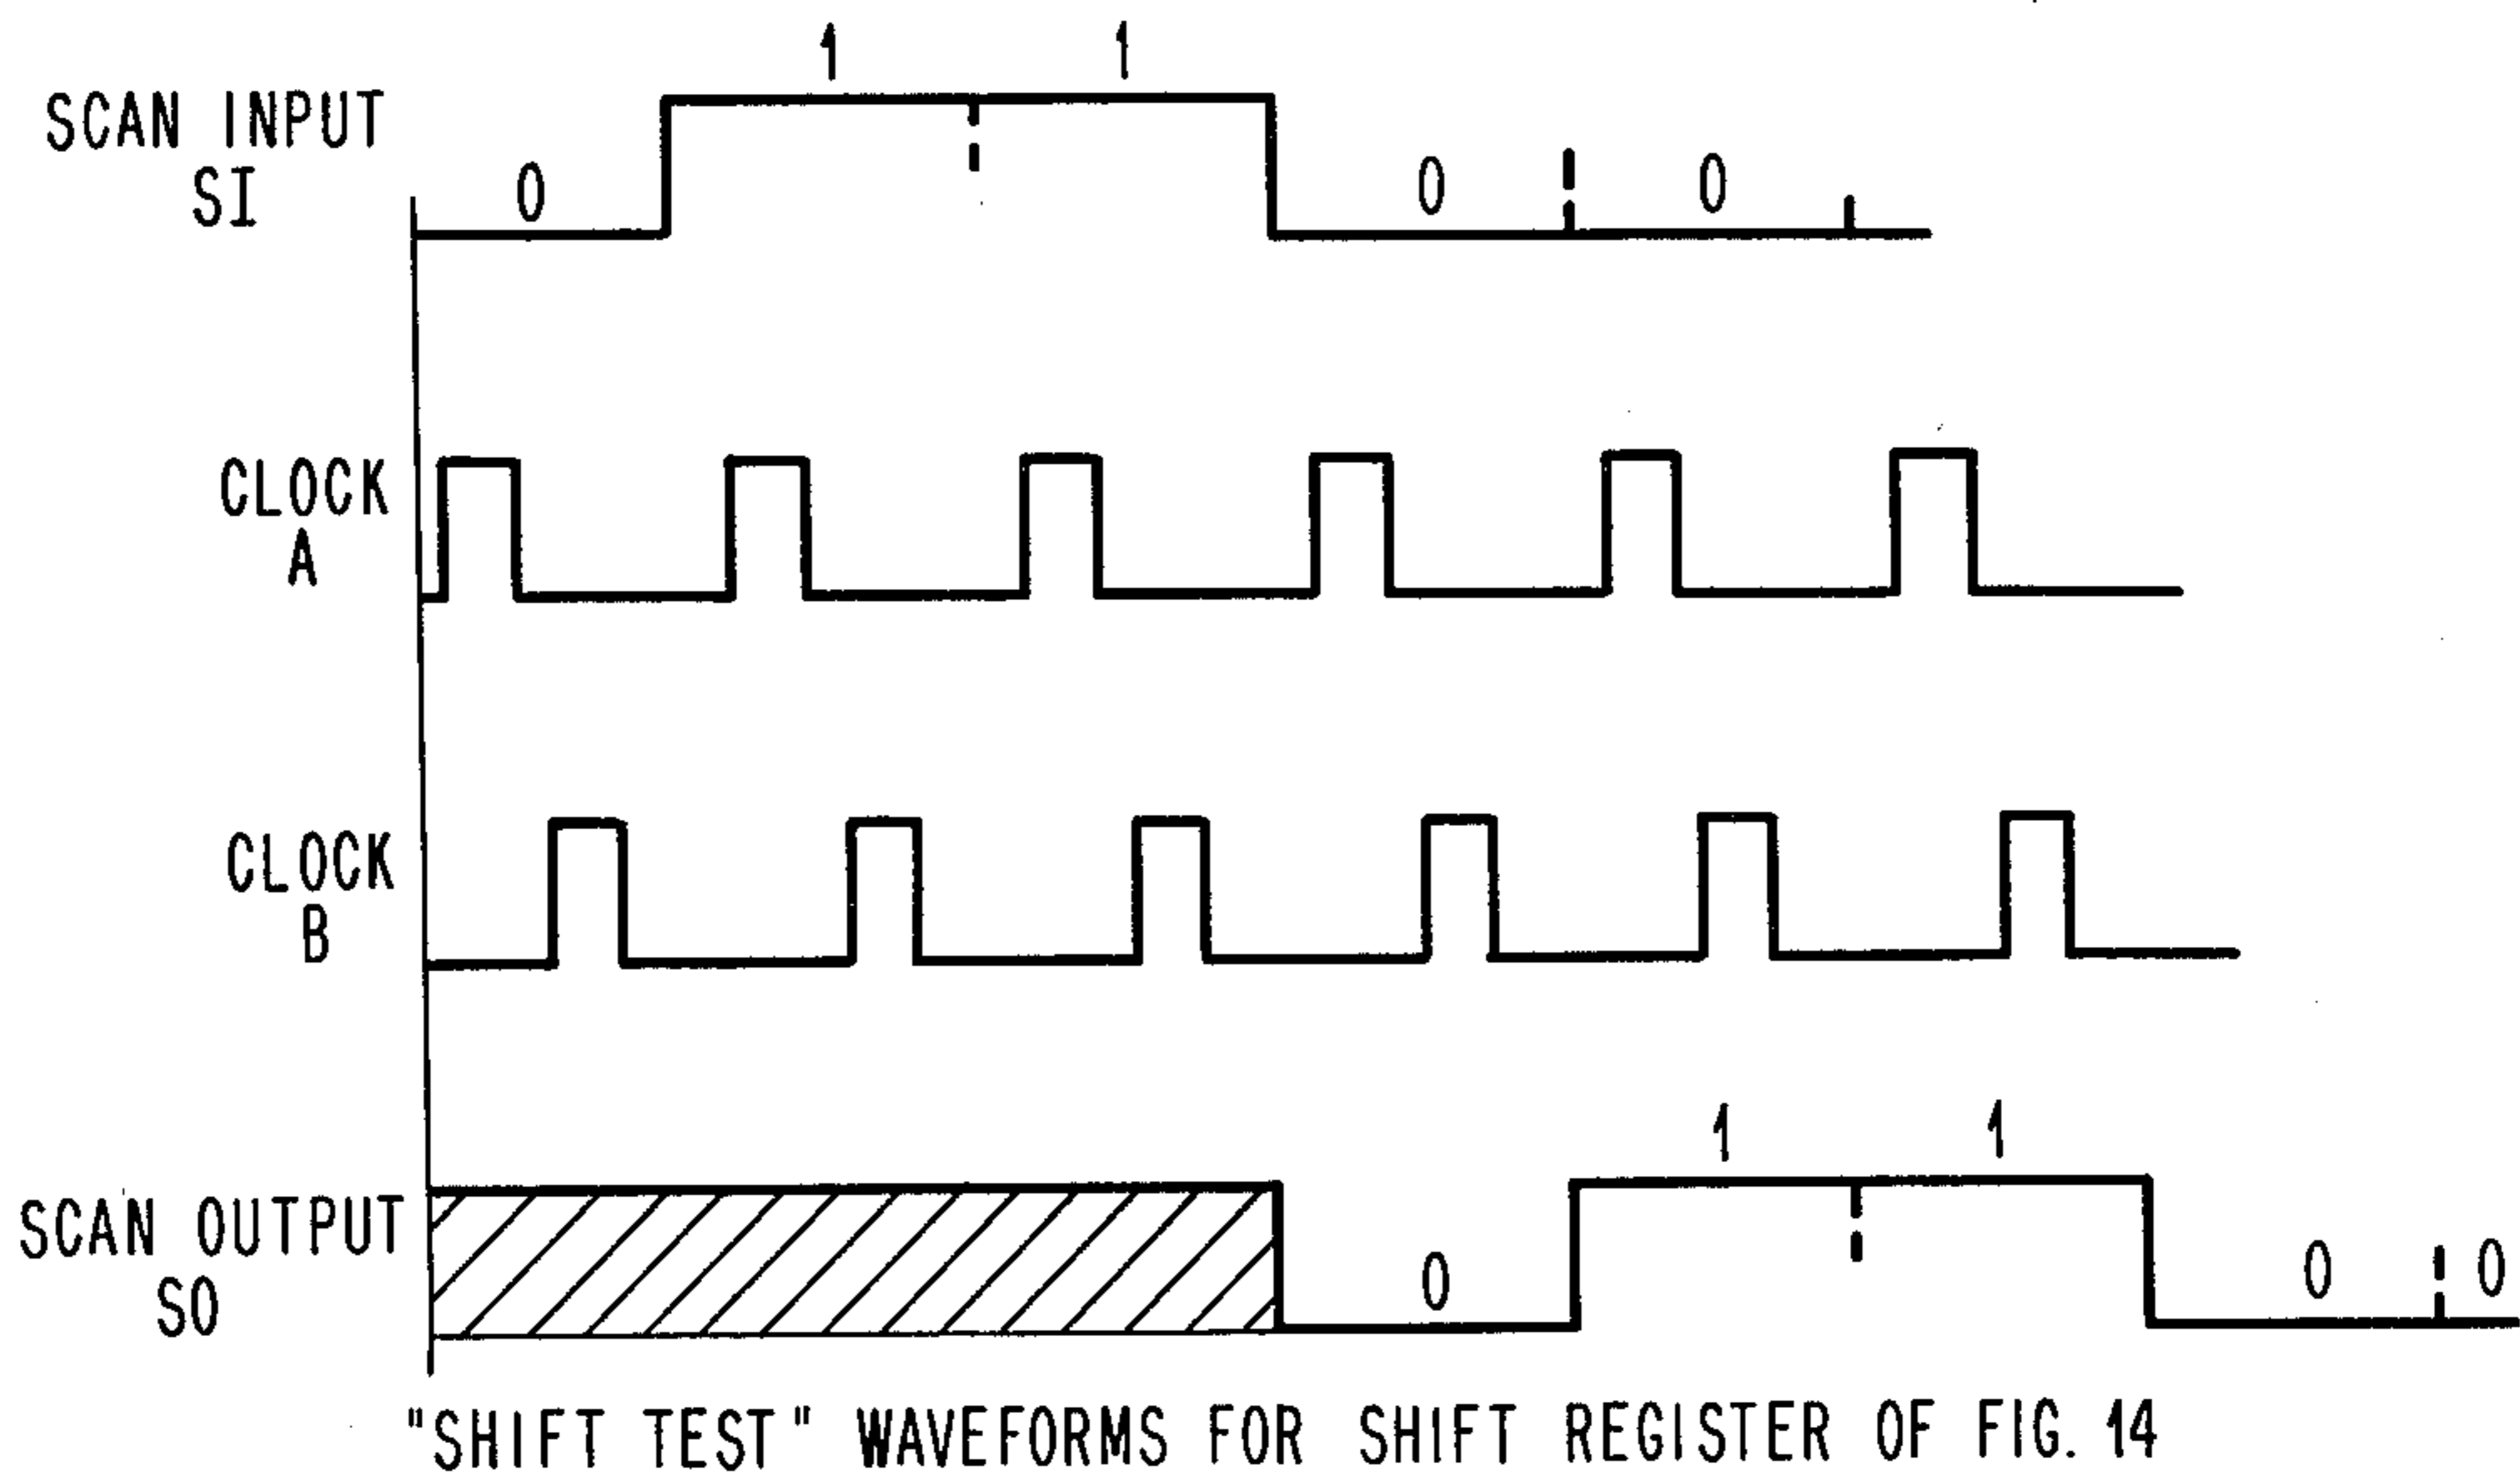 1 1
SCAN INPUT
SI
0 0 0
CLOCK
A
CLOCK
B
1 1
SCAN OUTPUT
SO
0 0 0
"SHIFT TEST" WAVEFORMS FOR SHIFT REGISTER OF FIG. 14